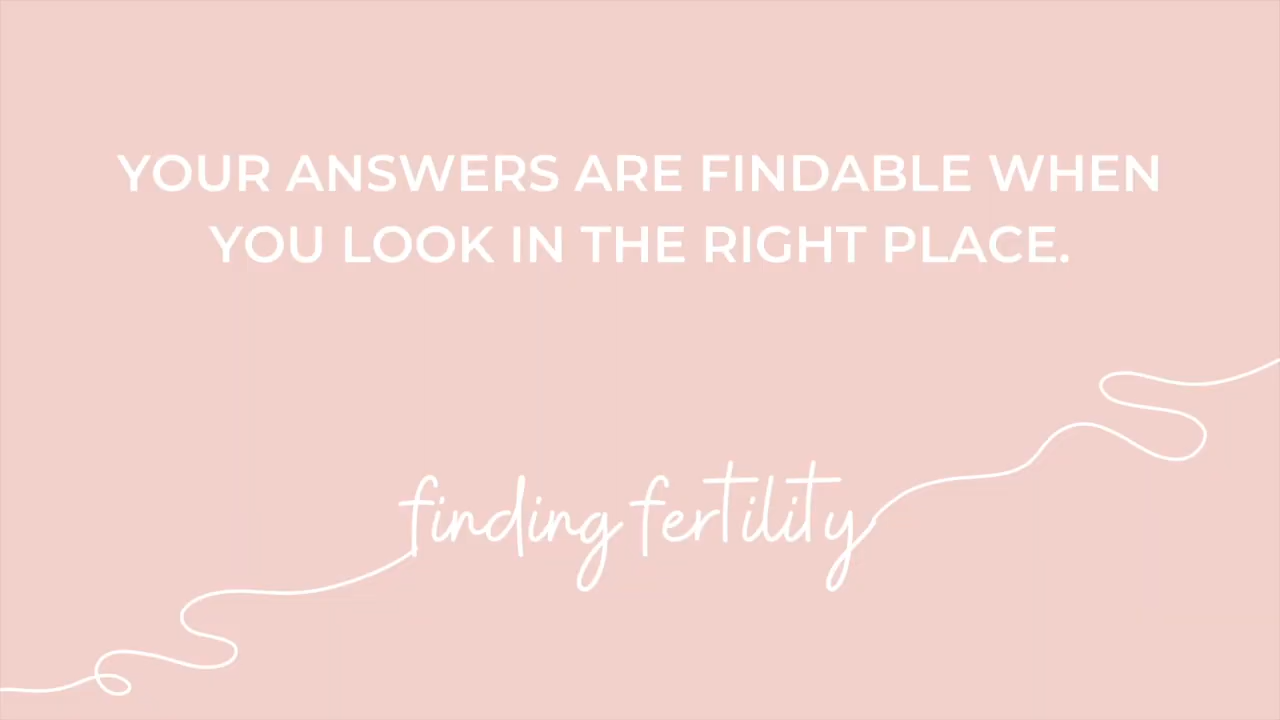 YOUR ANSWERS ARE FINDABLE WHEN
YOU LOOK IN THE RIGHT PLACE.
finding fertility